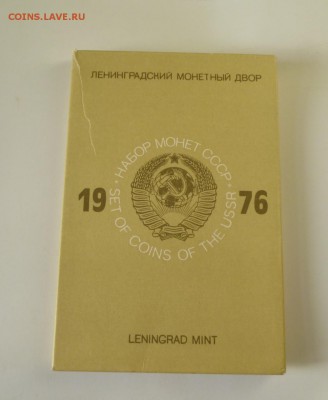 COINS.LAVE.RU
ЛЕНИНГРАДСКИЙ МОНЕТНЫЙ ДВОР
· НАБОР МОНЕТ СССР ·
19 76
SET OF COINS OF THE USSR
LENINGRAD MINT